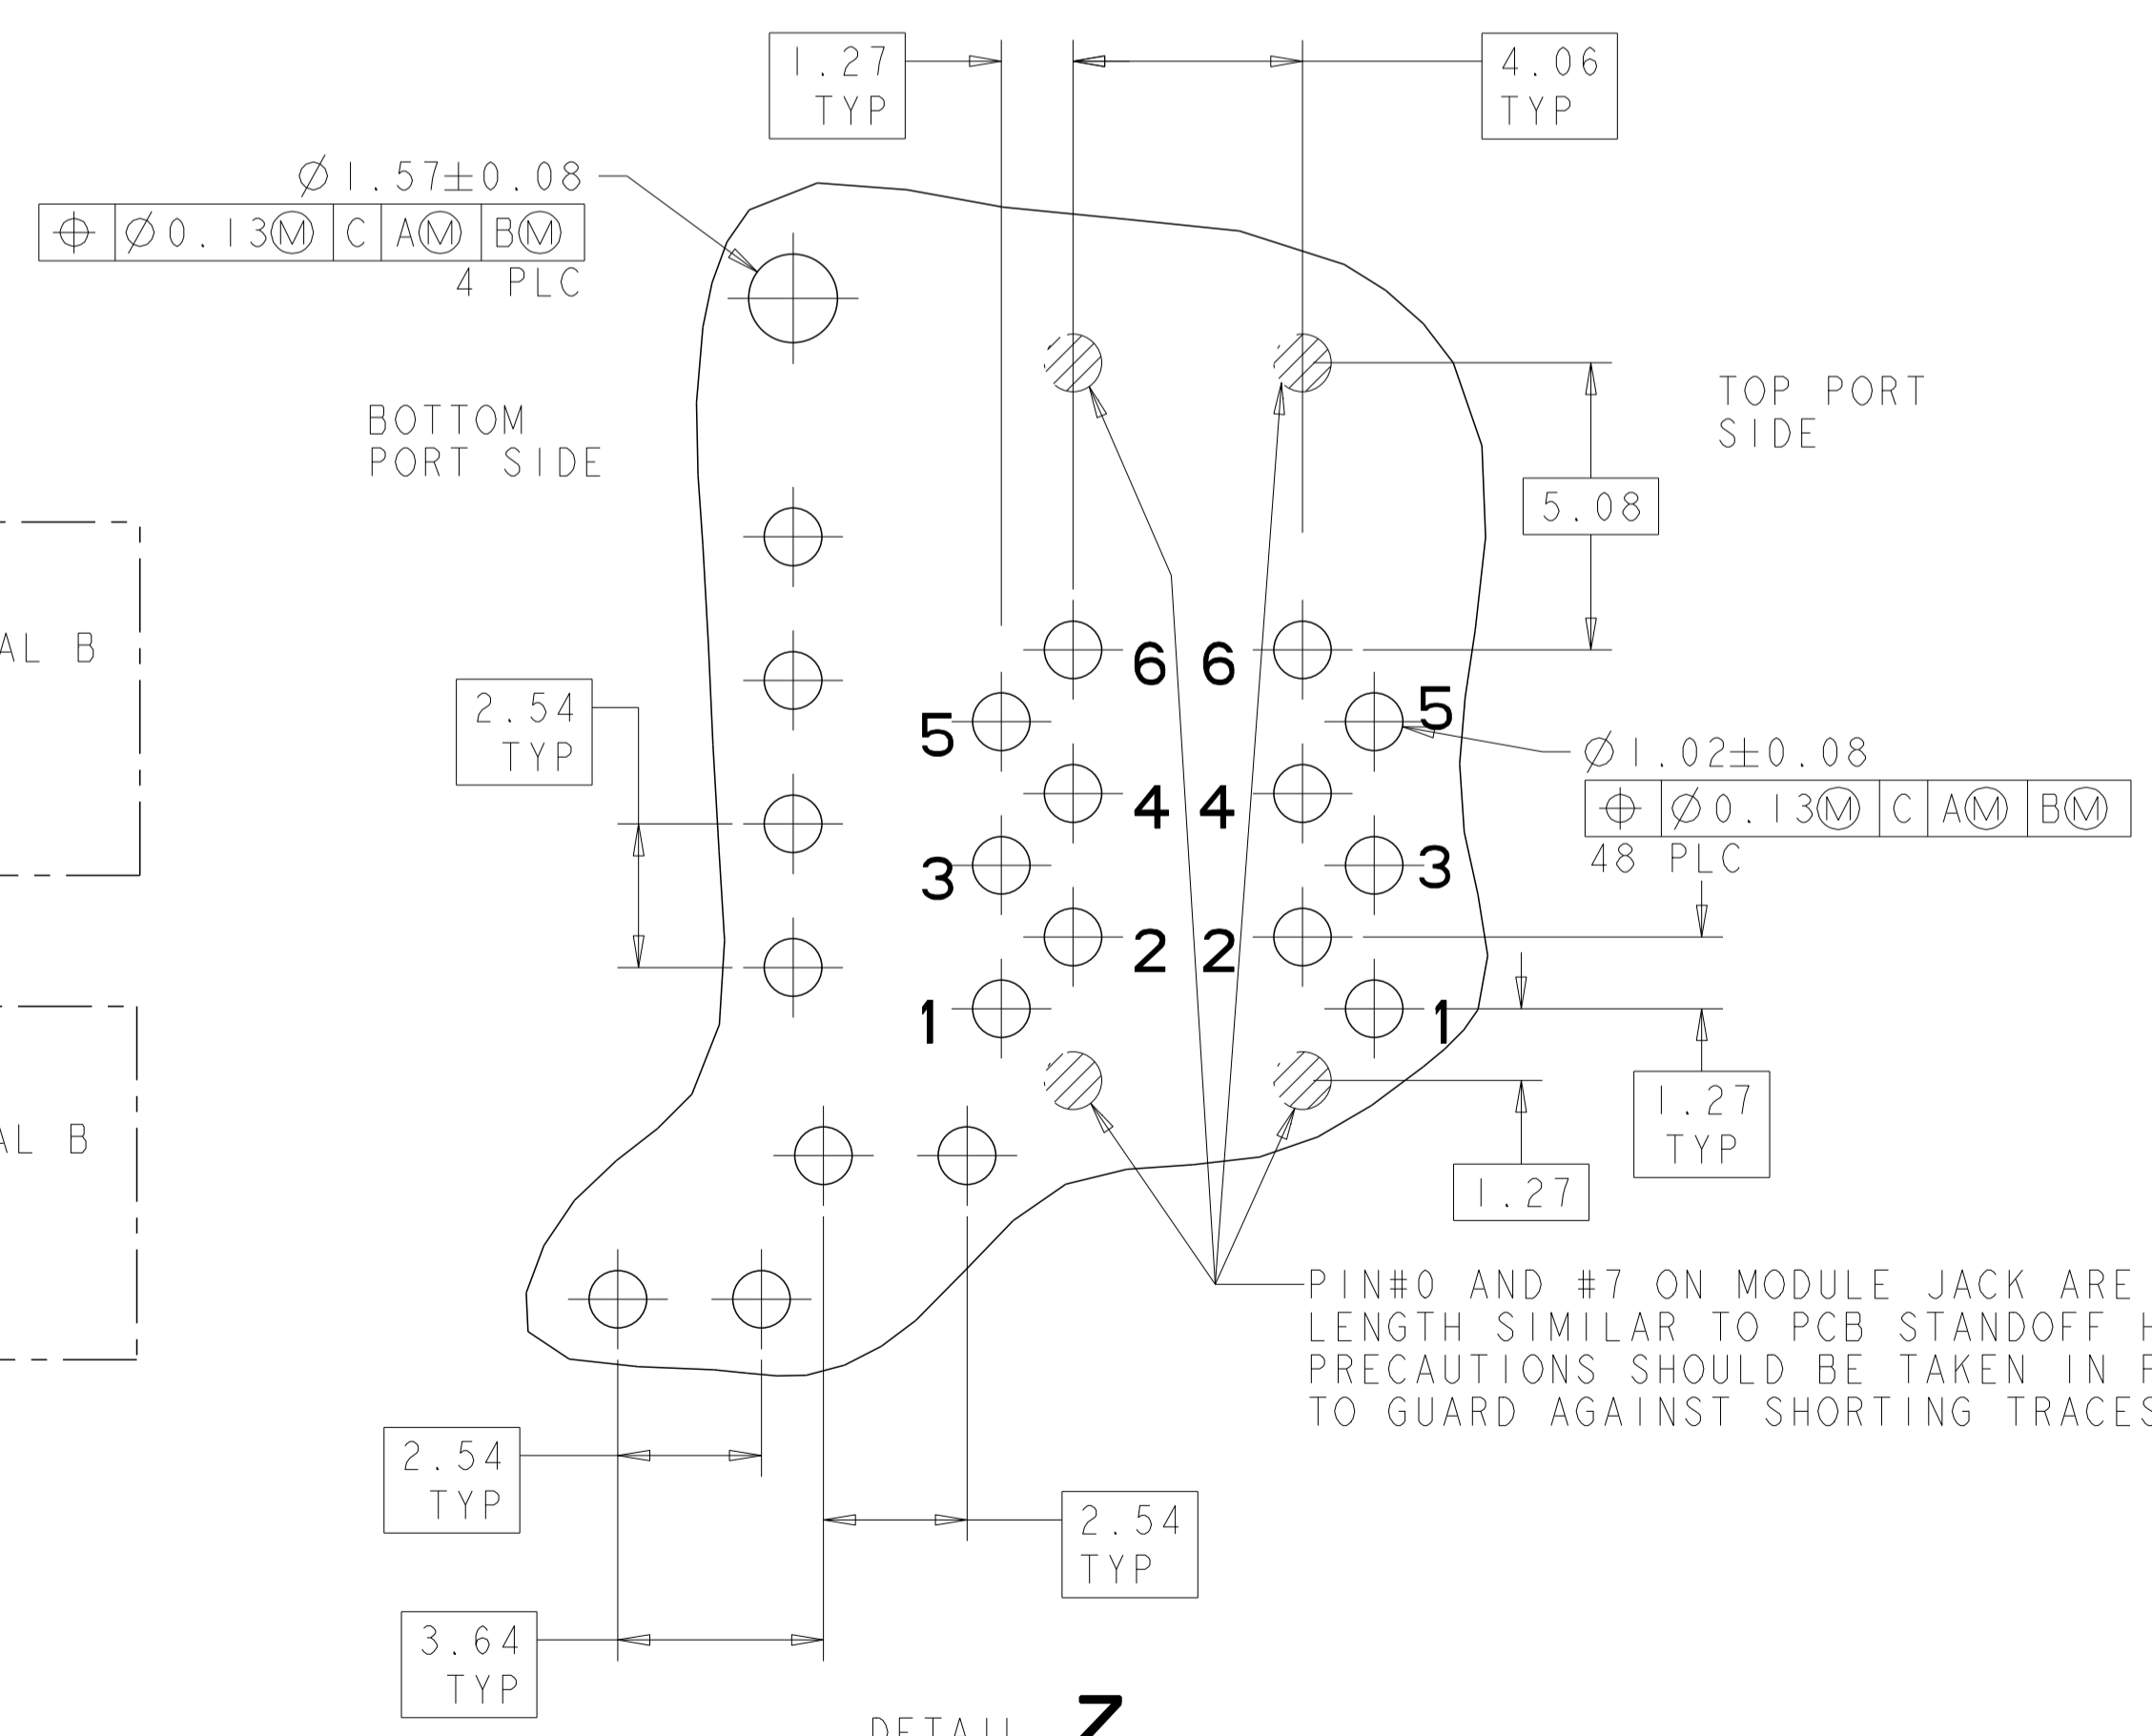 1.27
TYP
4.06
TYP
Ø1.57±0.08
⌖ Ø0.13Ⓜ C AⓂ BⓂ
4 PLC
BOTTOM
PORT SIDE
TOP PORT
SIDE
5.08
AL B
2.54
TYP
6 6
5 5
4 4
3 3
2 2
1 1
Ø1.02±0.08
⌖ Ø0.13Ⓜ C AⓂ BⓂ
48 PLC
1.27
TYP
1.27
AL B
PIN#0 AND #7 ON MODULE JACK ARE
LENGTH SIMILAR TO PCB STANDOFF
PRECAUTIONS SHOULD BE TAKEN IN
TO GUARD AGAINST SHORTING TRACES
2.54
TYP
2.54
TYP
3.64
TYP
DETAIL Z